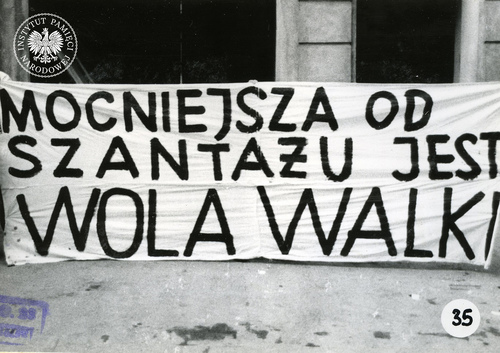 INSTYTUT PAMIĘCI
NARODOWEJ
MOCNIEJSZA OD
SZANTAŻU JEST
WOLA WALKI
35